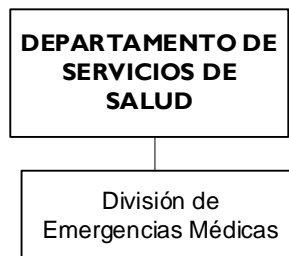 DEPARTAMENTO DE
SERVICIOS DE
SALUD
División de
Emergencias Médicas